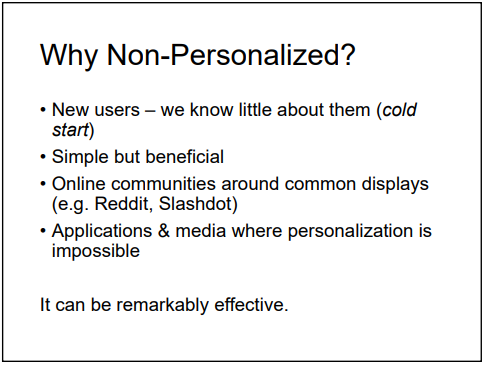 Why Non-Personalized?
• New users – we know little about them (cold
start)
• Simple but beneficial
• Online communities around common displays
(e.g. Reddit, Slashdot)
• Applications & media where personalization is
impossible
It can be remarkably effective.